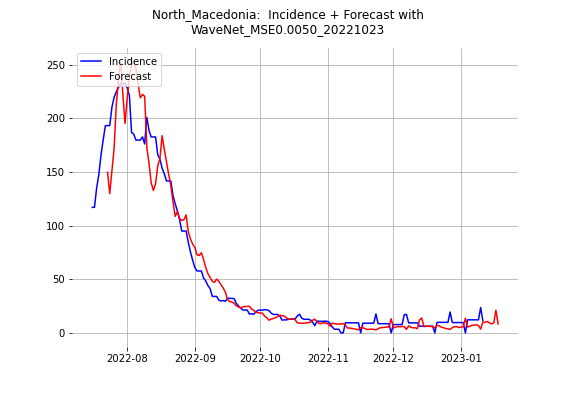 North_Macedonia:  Incidence + Forecast with
WaveNet_MSE0.0050_20221023
Incidence
Forecast
250
200
150
100
50
0
2022-08 2022-09 2022-10 2022-11 2022-12 2023-01